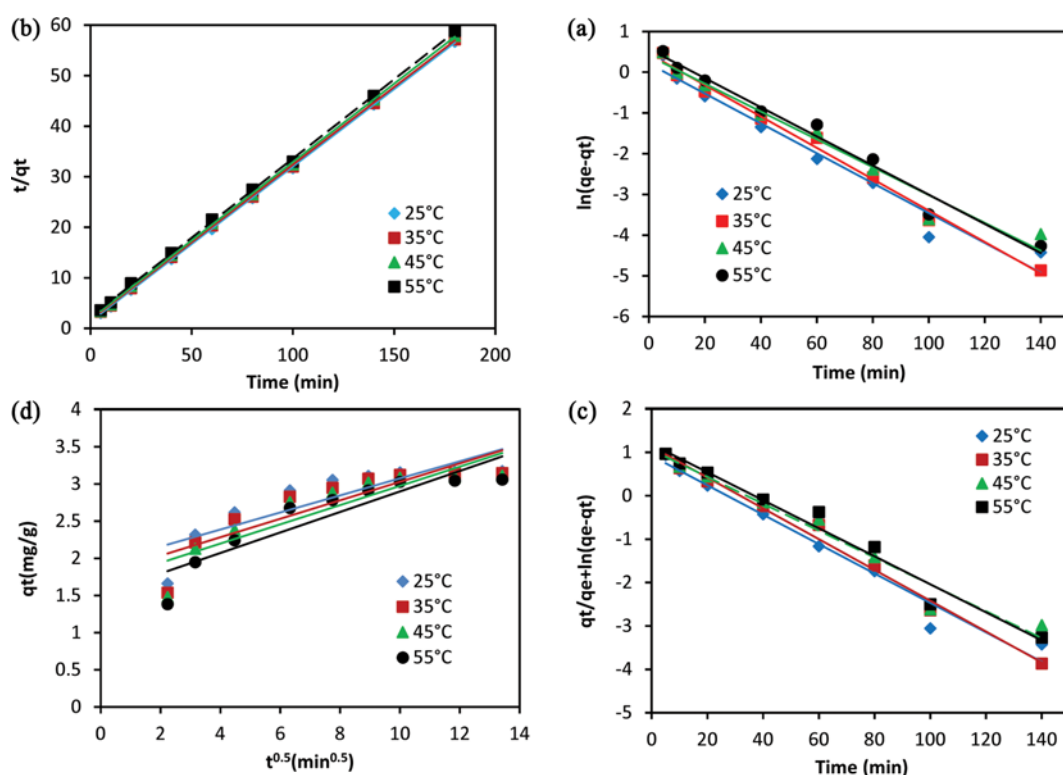 (b)
60
50
40
30
20
10
0
t/qt
0 50 100 150 200
Time (min)
25°C
35°C
45°C
55°C
(a)
1
0
-1
-2
-3
-4
-5
-6
ln(qe-qt)
0 20 40 60 80 100 120 140
Time (min)
25°C
35°C
45°C
55°C
(d)
4
3.5
3
2.5
2
1.5
1
0.5
0
qt(mg/g)
0 2 4 6 8 10 12 14
t^0.5(min^0.5)
25°C
35°C
45°C
55°C
(c)
2
1
0
-1
-2
-3
-4
-5
qt/qe+ln(qe-qt)
0 20 40 60 80 100 120 140
Time (min)
25°C
35°C
45°C
55°C